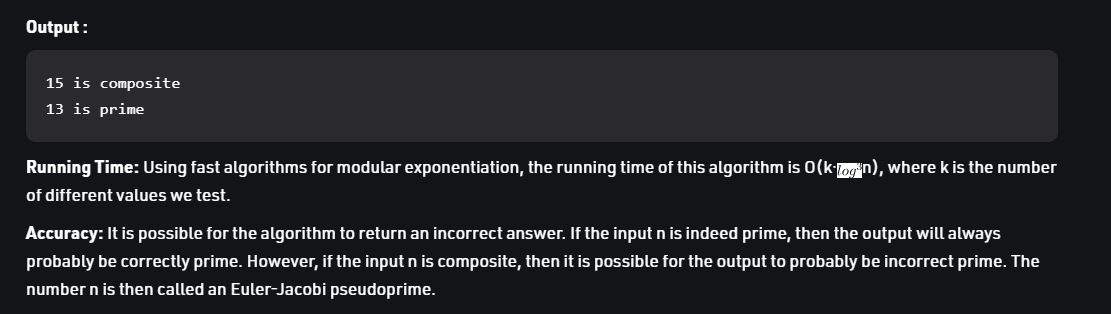 Output :
15 is composite
13 is prime
Running Time: Using fast algorithms for modular exponentiation, the running time of this algorithm is O(k·log n), where k is the number
of different values we test.
Accuracy: It is possible for the algorithm to return an incorrect answer. If the input n is indeed prime, then the output will always
probably be correctly prime. However, if the input n is composite, then it is possible for the output to probably be incorrect prime. The
number n is then called an Euler-Jacobi pseudoprime.